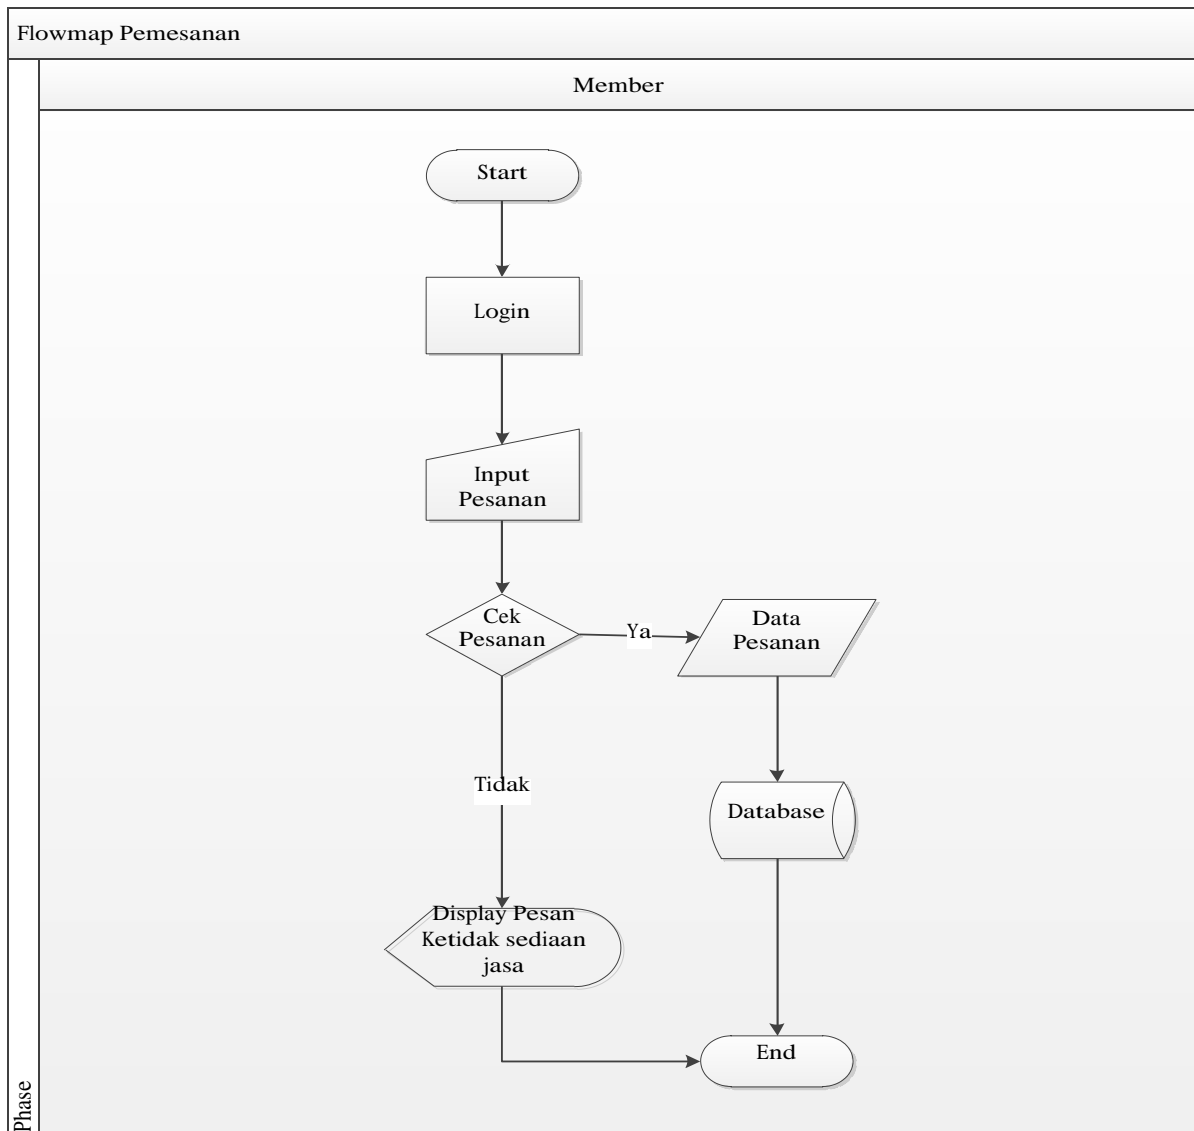 Flowmap Pemesanan
Member
Start
Login
Input
Pesanan
Cek
Pesanan
Ya
Data
Pesanan
Tidak
Database
Display Pesan
Ketidak sediaan
jasa
End
Phase